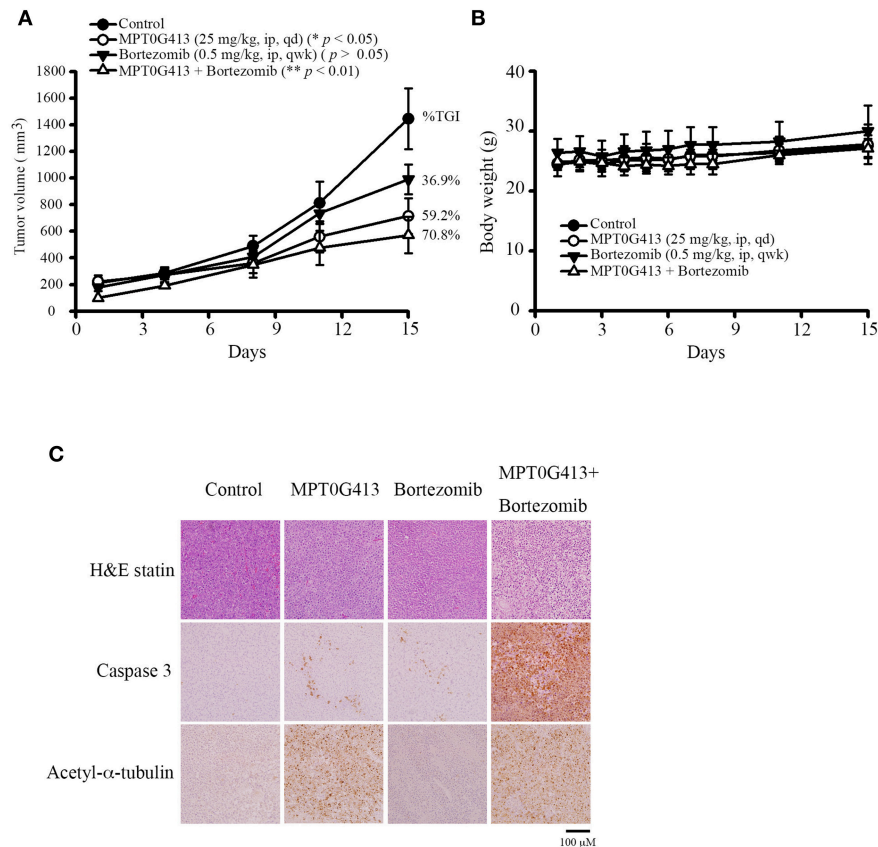 A
Control
MPT0G413 (25 mg/kg, ip, qd) (* p < 0.05)
Bortezomib (0.5 mg/kg, ip, qwk) ( p > 0.05)
MPT0G413 + Bortezomib (** p < 0.01)
1800
1600
1400
1200
1000
800
600
400
200
0
Tumor volume ( mm3)
%TGI
36.9%
59.2%
70.8%
0 3 6 9 12 15
Days
B
40
30
20
10
0
Body weight (g)
Control
MPT0G413 (25 mg/kg, ip, qd)
Bortezomib (0.5 mg/kg, ip, qwk)
MPT0G413 + Bortezomib
0 3 6 9 12 15
Days
C
Control MPT0G413 Bortezomib MPT0G413+
Bortezomib
H&E statin
Caspase 3
Acetyl-α-tubulin
100 μM